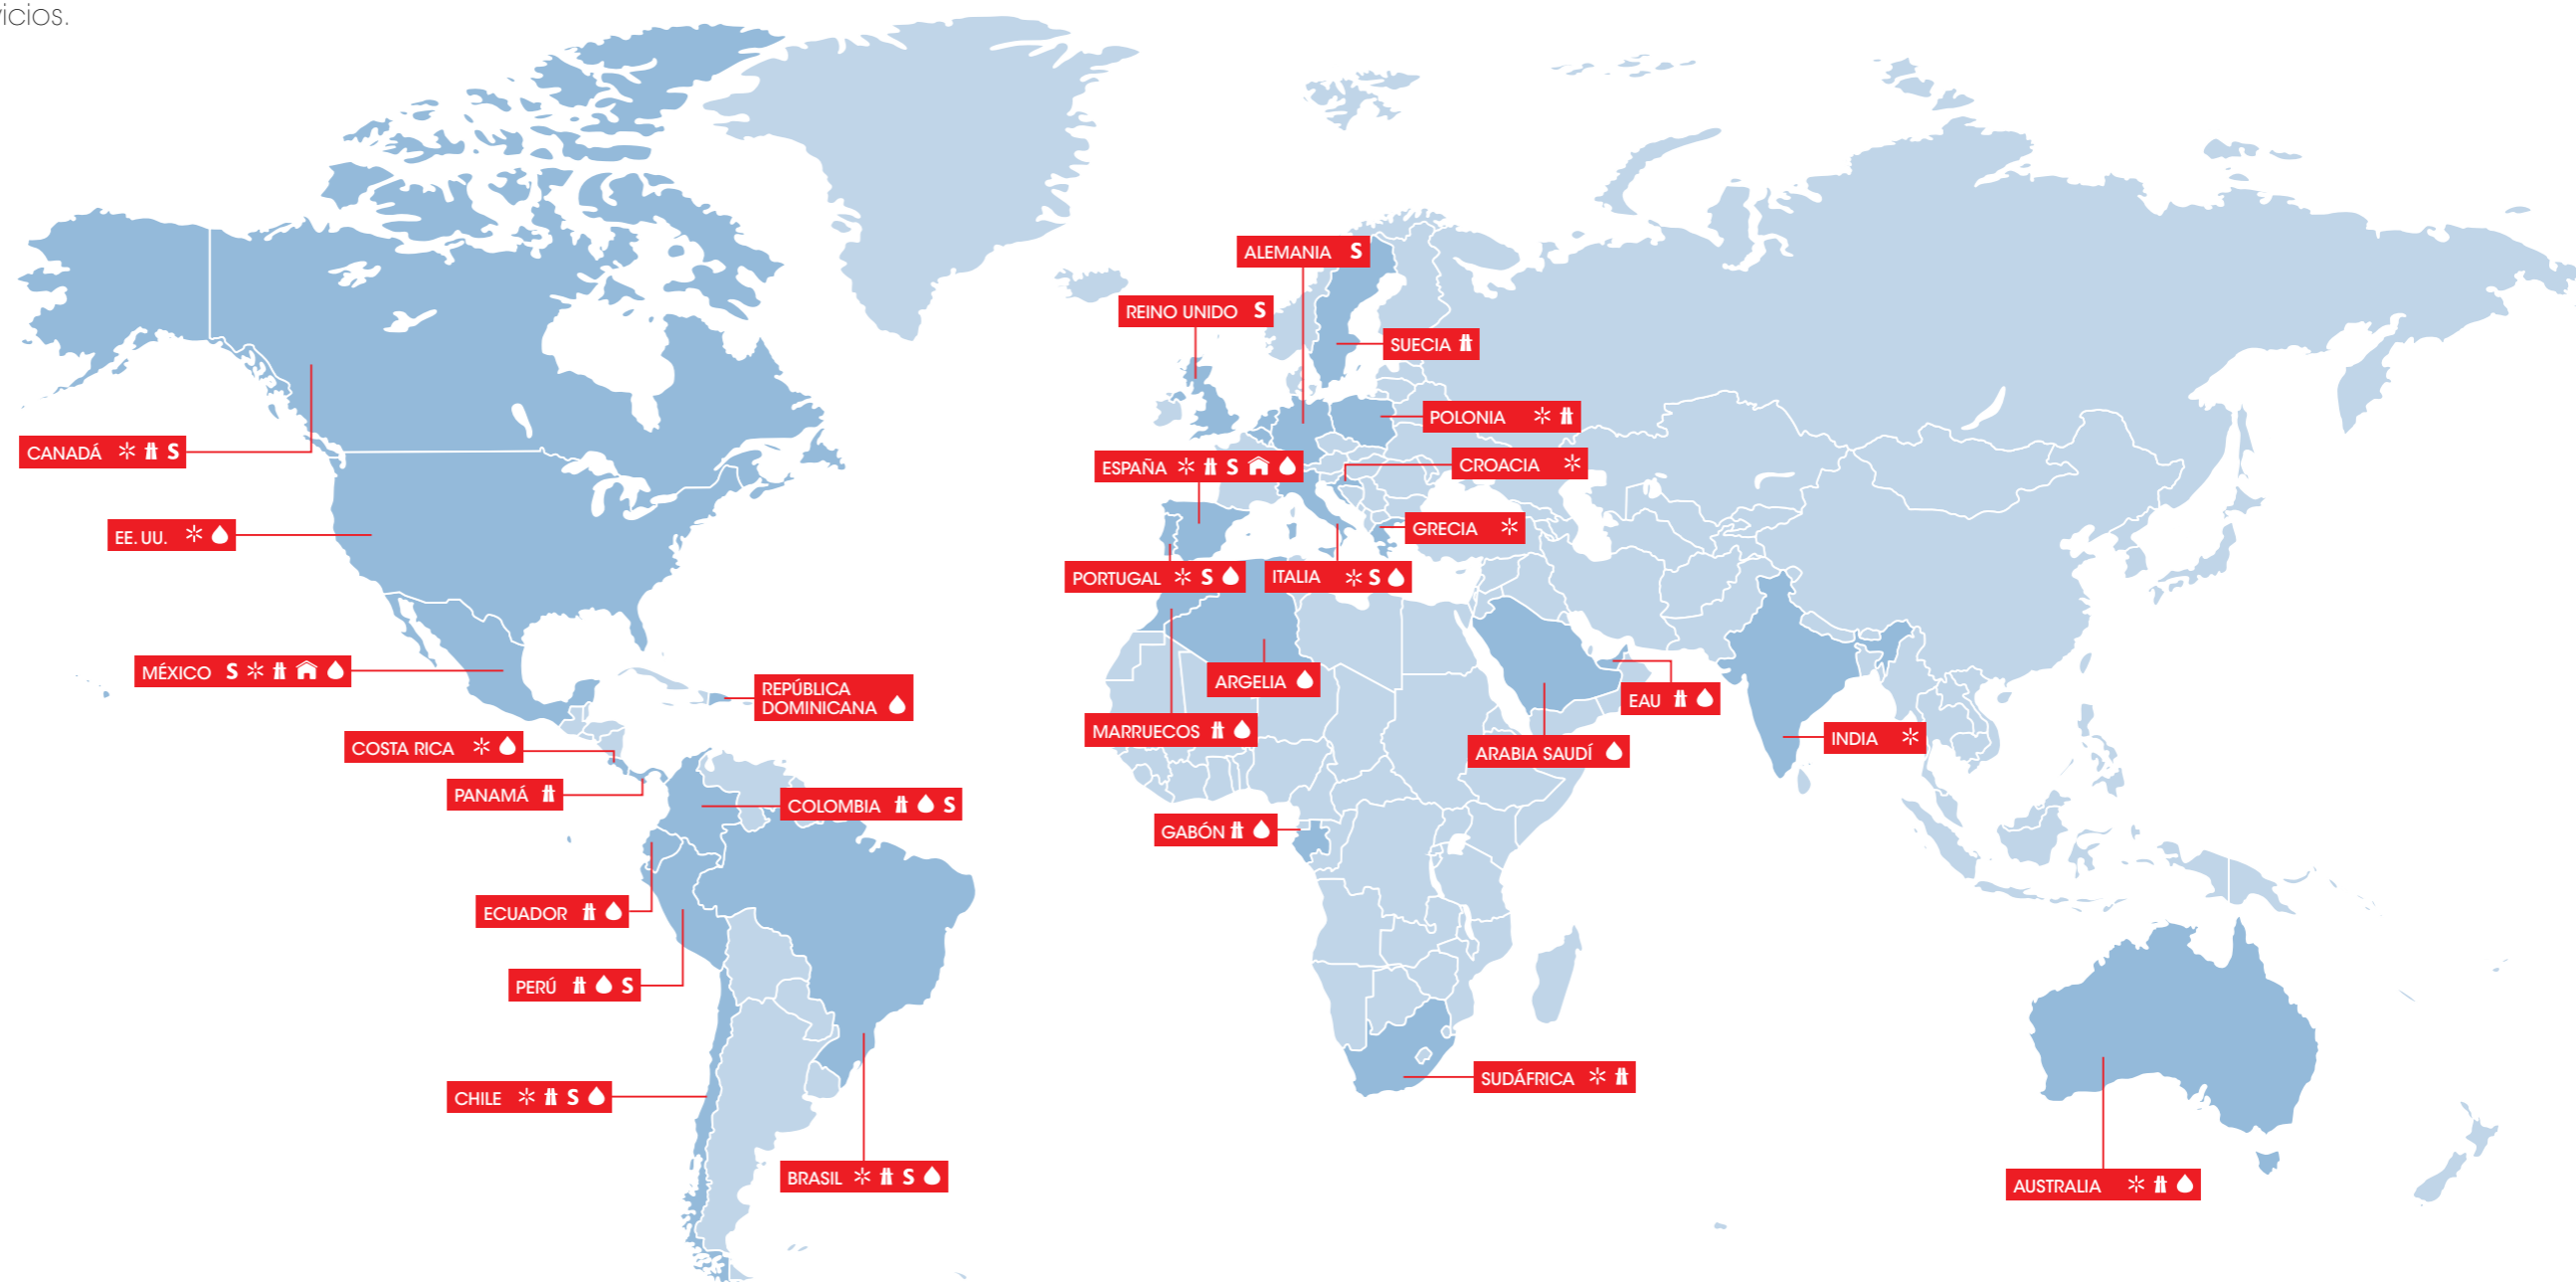 icios.
ALEMANIA S
REINO UNIDO S
SUECIA
POLONIA
CANADÁ S
ESPAÑA S
CROACIA
EE. UU.
GRECIA
PORTUGAL S
ITALIA S
MÉXICO S
ARGELIA
REPÚBLICA
DOMINICANA
EAU
MARRUECOS
INDIA
COSTA RICA
ARABIA SAUDÍ
PANAMÁ
COLOMBIA S
GABÓN
ECUADOR
PERÚ S
SUDÁFRICA
CHILE S
BRASIL S
AUSTRALIA